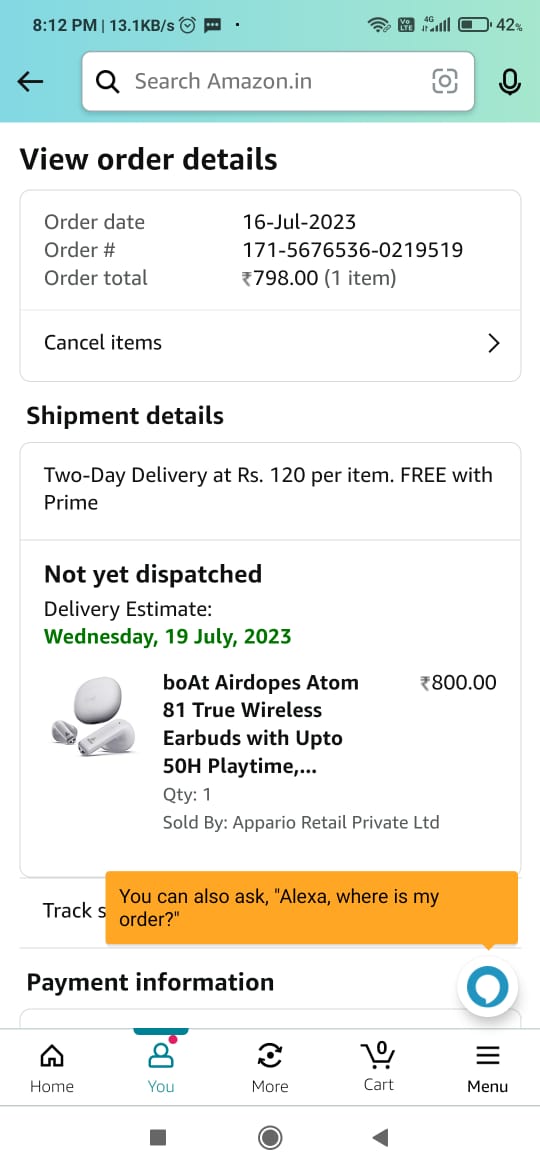 8:12 PM | 13.1KB/s
Vo LTE 4G 42%
Search Amazon.in
View order details
Order date 16-Jul-2023
Order # 171-5676536-0219519
Order total ₹798.00 (1 item)
Cancel items
Shipment details
Two-Day Delivery at Rs. 120 per item. FREE with
Prime
Not yet dispatched
Delivery Estimate:
Wednesday, 19 July, 2023
boAt Airdopes Atom ₹800.00
81 True Wireless
Earbuds with Upto
50H Playtime,...
Qty: 1
Sold By: Appario Retail Private Ltd
Track s
You can also ask, "Alexa, where is my
order?"
Payment information
0
Home You More Cart Menu